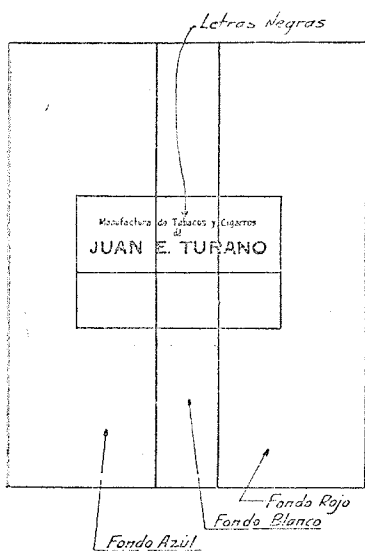 Letras Negras
Manufactura de Tabacos y Cigarros
de
JUAN E. TURANO
Fondo Rojo
Fondo Blanco
Fondo Azúl